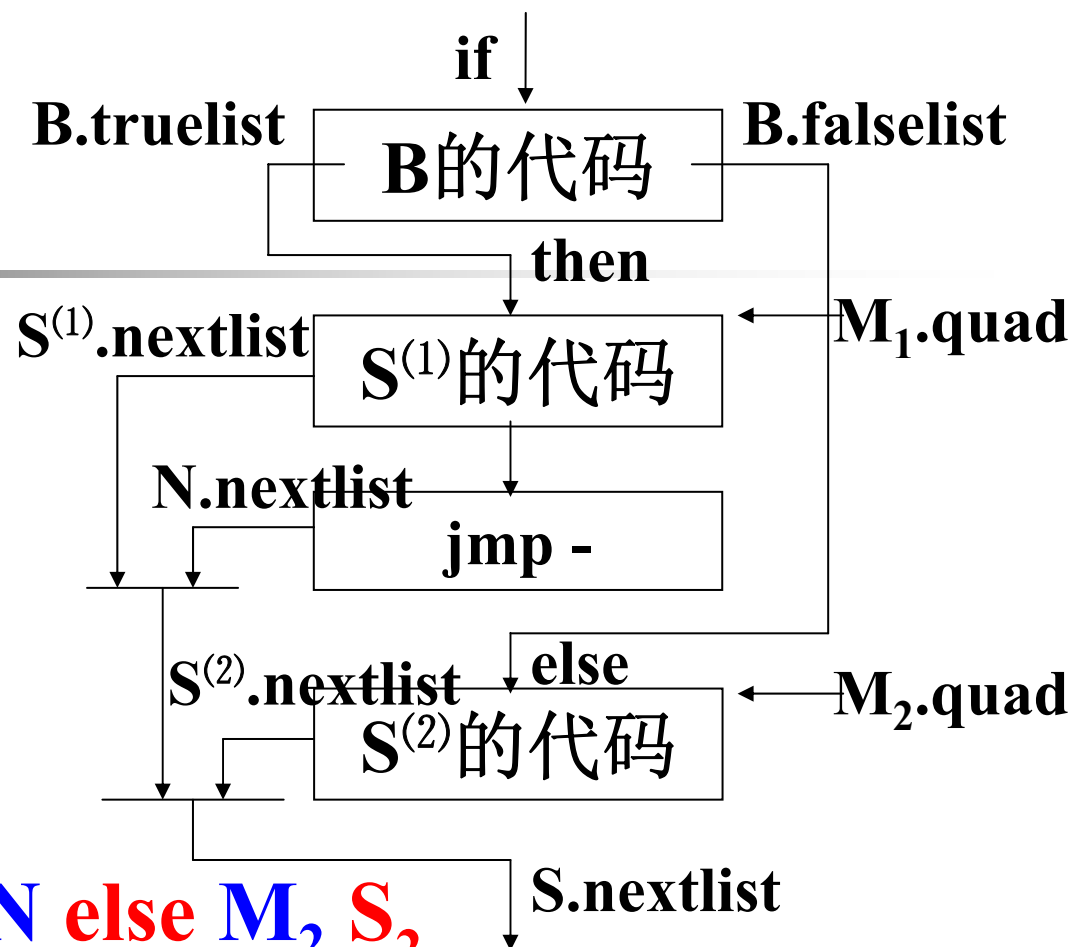 if
B.truelist
B的代码
B.falselist
then
S⁽¹⁾.nextlist
M₁.quad
S⁽¹⁾的代码
N.nextlist
jmp -
else
S⁽²⁾.nextlist
M₂.quad
S⁽²⁾的代码
S.nextlist
N else M₂ S₂